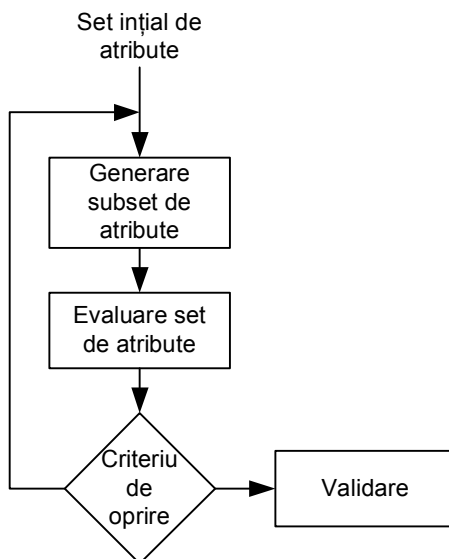 Set inţial de
atribute
Generare
subset de
atribute
Evaluare set
de atribute
Criteriu
de
oprire
Validare